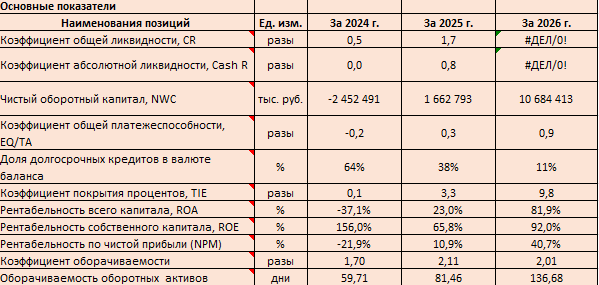 Основные показатели
Наименования позиций Ед. изм. За 2024 г. За 2025 г. За 2026 г.
Коэффициент общей ликвидности, CR разы 0,5 1,7 #ДЕЛ/0!
Коэффициент абсолютной ликвидности, Cash R разы 0,0 0,8 #ДЕЛ/0!
Чистый оборотный капитал, NWC тыс. руб. -2 452 491 1 662 793 10 684 413
Коэффициент общей платежеспособности,
EQ/TA разы -0,2 0,3 0,9
Доля долгосрочных кредитов в валюте
баланса % 64% 38% 11%
Коэффициент покрытия процентов, TIE разы 0,1 3,3 9,8
Рентабельность всего капитала, ROA % -37,1% 23,0% 81,9%
Рентабельность собственного капитала, ROE % 156,0% 65,8% 92,0%
Рентабельность по чистой прибыли (NPM) % -21,9% 10,9% 40,7%
Коэффициент оборачиваемости разы 1,70 2,11 2,01
Оборачиваемость оборотных активов дни 59,71 81,46 136,68